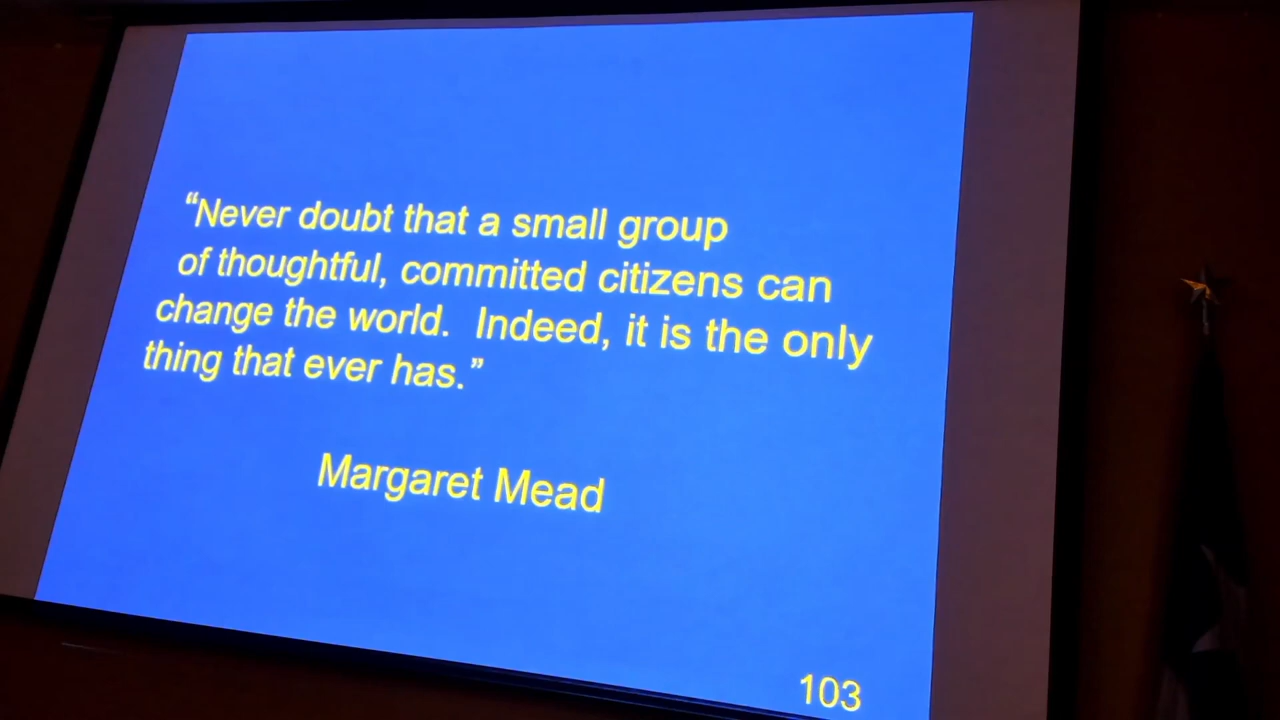 “Never doubt that a small group
of thoughtful, committed citizens can
change the world.  Indeed, it is the only
thing that ever has.”
Margaret Mead
103